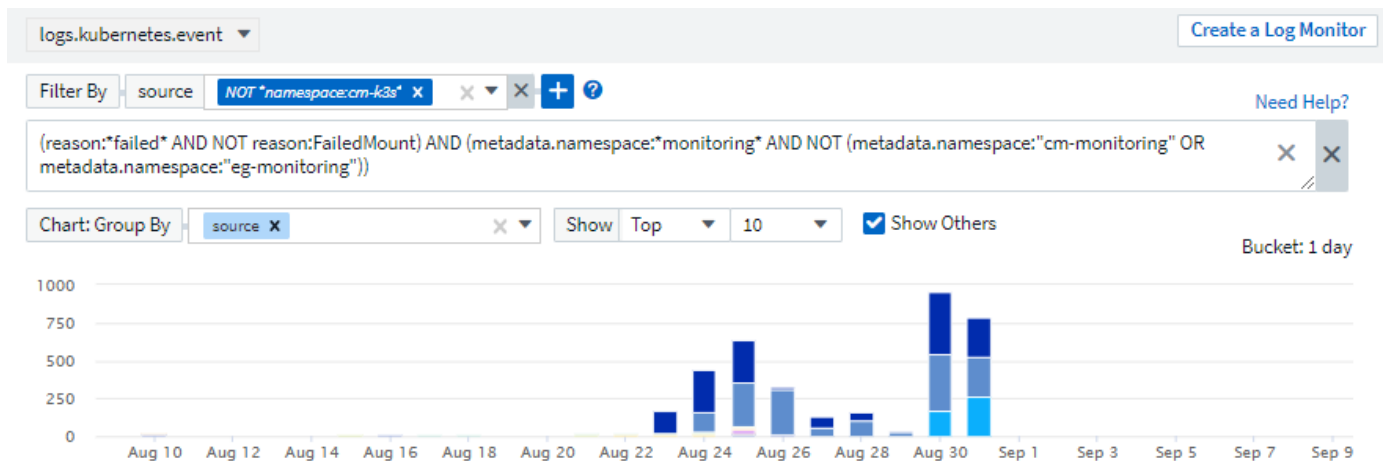 logs.kubernetes.event
Create a Log Monitor
Filter By source NOT "namespace:cm-k3s" X
Need Help?
(reason:*failed* AND NOT reason:FailedMount) AND (metadata.namespace:*monitoring* AND NOT (metadata.namespace:"cm-monitoring" OR
metadata.namespace:"eg-monitoring"))
Chart: Group By source X Show Top 10 Show Others
Bucket: 1 day
1000
750
500
250
0
Aug 10 Aug 12 Aug 14 Aug 16 Aug 18 Aug 20 Aug 22 Aug 24 Aug 26 Aug 28 Aug 30 Sep 1 Sep 3 Sep 5 Sep 7 Sep 9